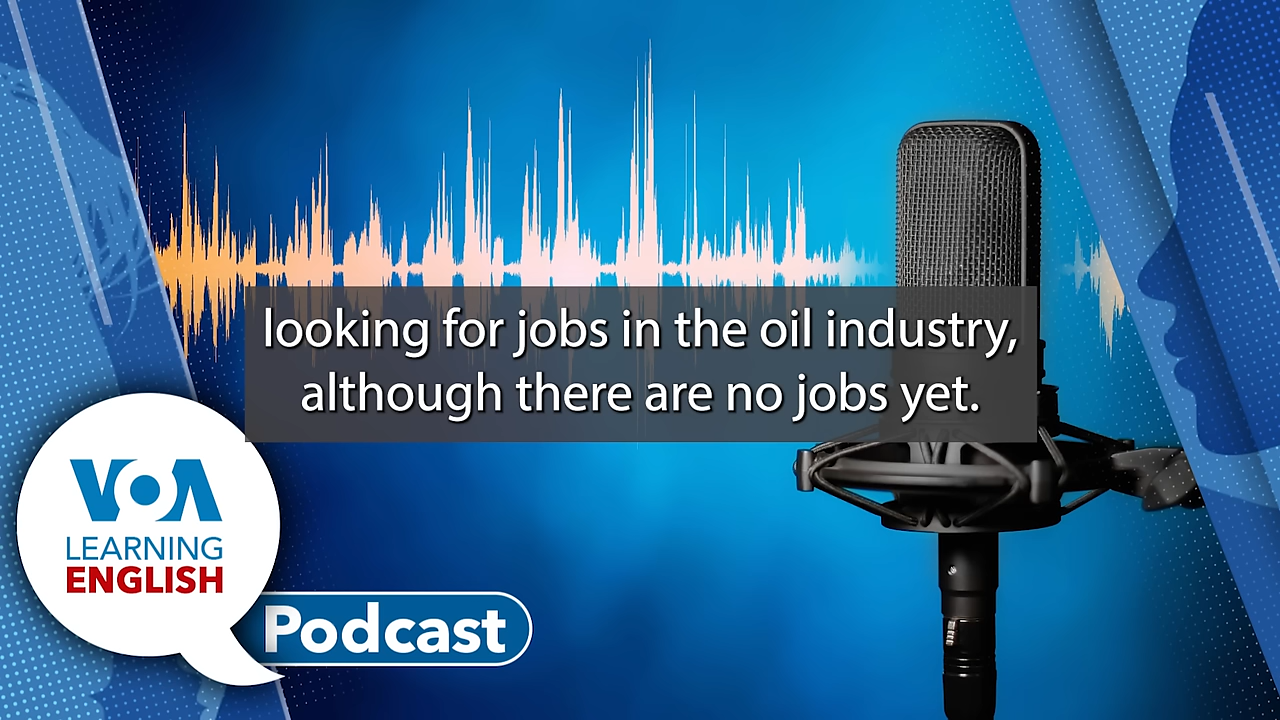 looking for jobs in the oil industry,
although there are no jobs yet.
VOA
LEARNING
ENGLISH
Podcast